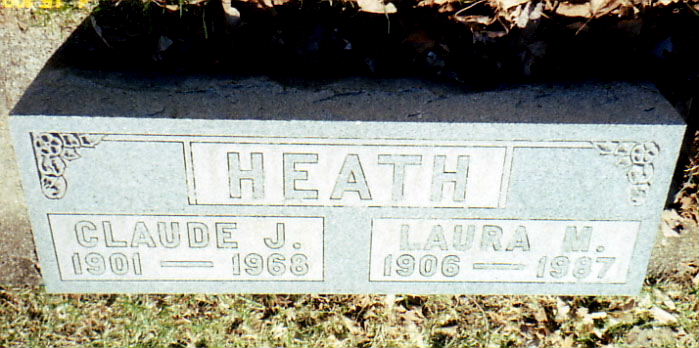 HEATH
CLAUDE J.
1901 — 1968
LAURA M.
1906 — 1987